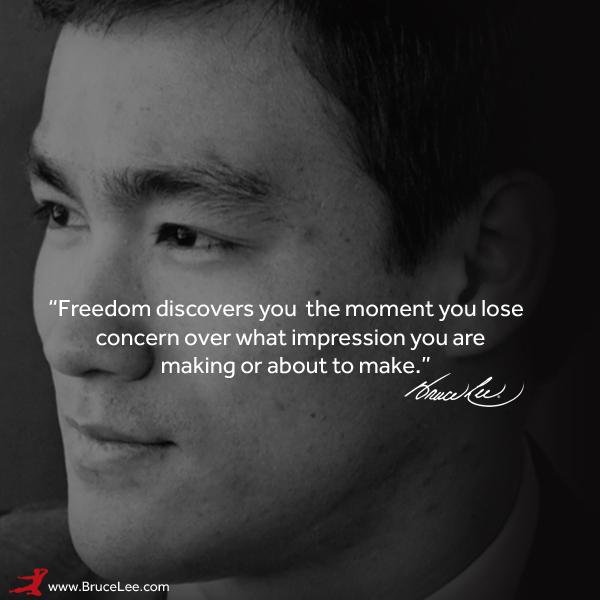 “Freedom discovers you  the moment you lose
concern over what impression you are
making or about to make.”
Bruce Lee.
www.BruceLee.com